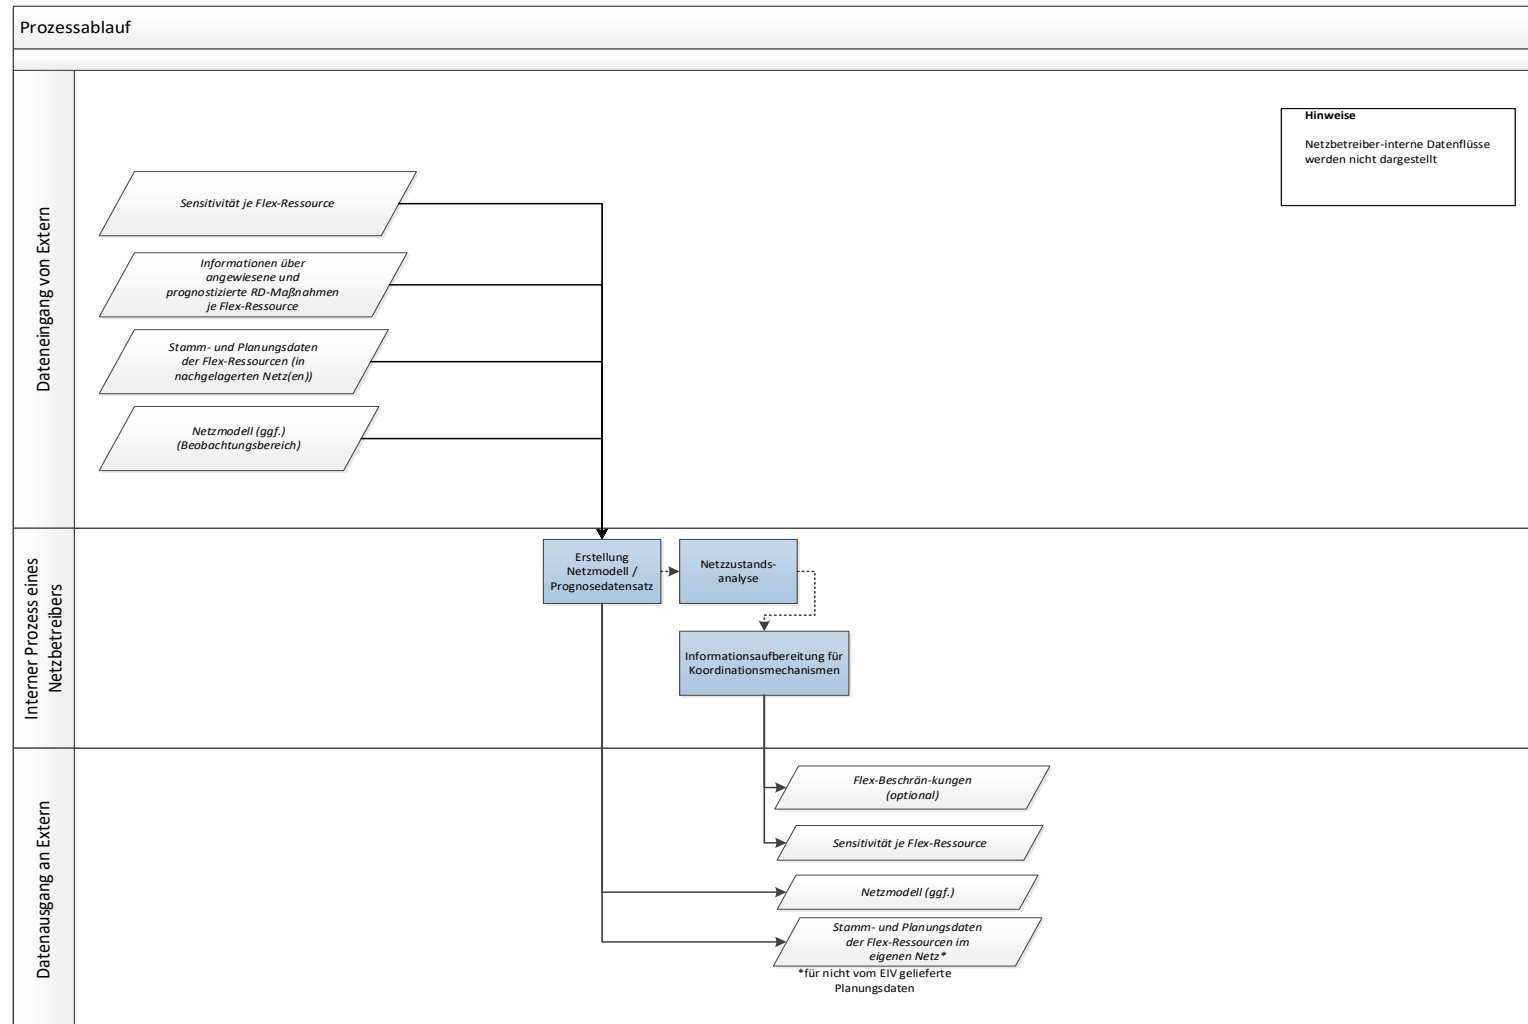 Prozessablauf
Hinweise
Netzbetreiber-interne Datenflüsse
werden nicht dargestellt
Dateneingang von Extern
Sensitivität je Flex-Ressource
Informationen über
angewiesene und
prognostizierte RD-Maßnahmen
je Flex-Ressource
Stamm- und Planungsdaten
der Flex-Ressourcen (in
nachgelagerten Netz(en))
Netzmodell (ggf.)
(Beobachtungsbereich)
Interner Prozess eines
Netzbetreibers
Erstellung
Netzmodell /
Prognosedatensatz
Netzzustands-
analyse
Informationsaufbereitung für
Koordinationsmechanismen
Datenausgang an Extern
Flex-Beschrän-kungen
(optional)
Sensitivität je Flex-Ressource
Netzmodell (ggf.)
Stamm- und Planungsdaten
der Flex-Ressourcen im
eigenen Netz*
*für nicht vom EIV gelieferte
Planungsdaten